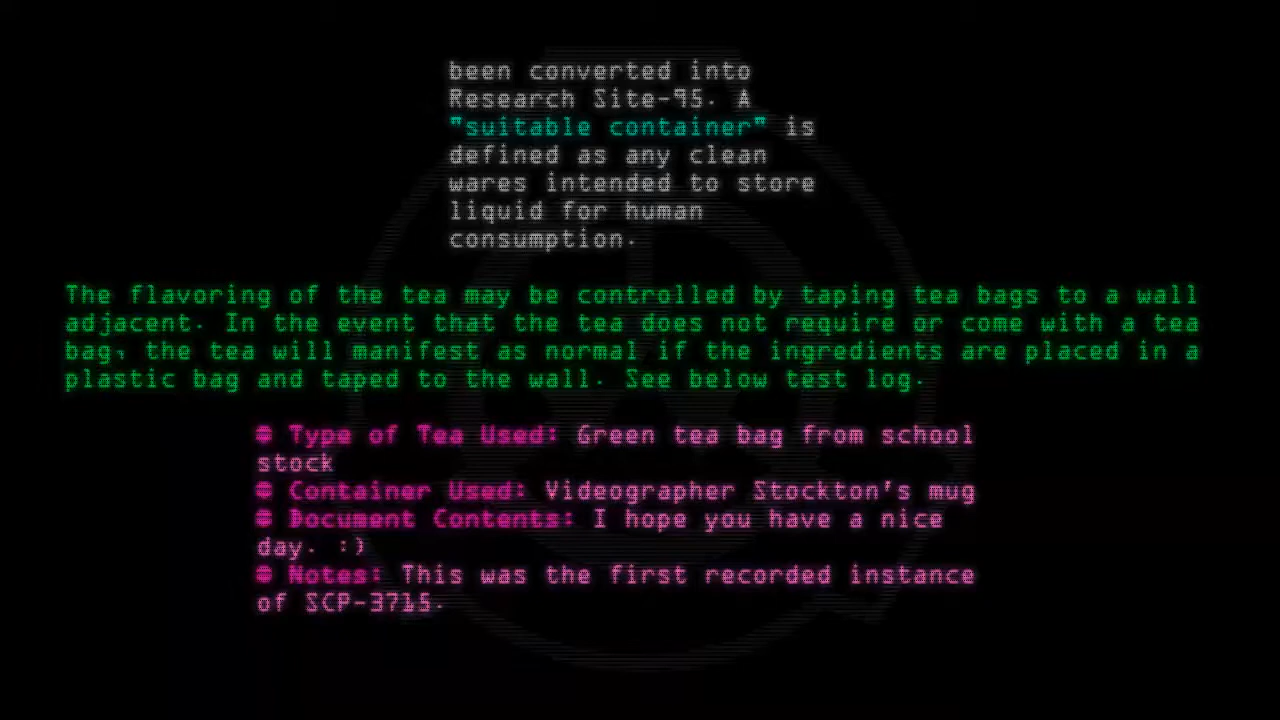 been converted into
Research Site-95. A
"suitable container" is
defined as any clean
wares intended to store
liquid for human
consumption.
The flavoring of the tea may be controlled by taping tea bags to a wall
adjacent. In the event that the tea does not require or come with a tea
bag, the tea will manifest as normal if the ingredients are placed in a
plastic bag and taped to the wall. See below test log.
Type of Tea Used: Green tea bag from school
stock
Container Used: Videographer Stockton's mug
Document Contents: I hope you have a nice
day. :)
Notes: This was the first recorded instance
of SCP-3715.